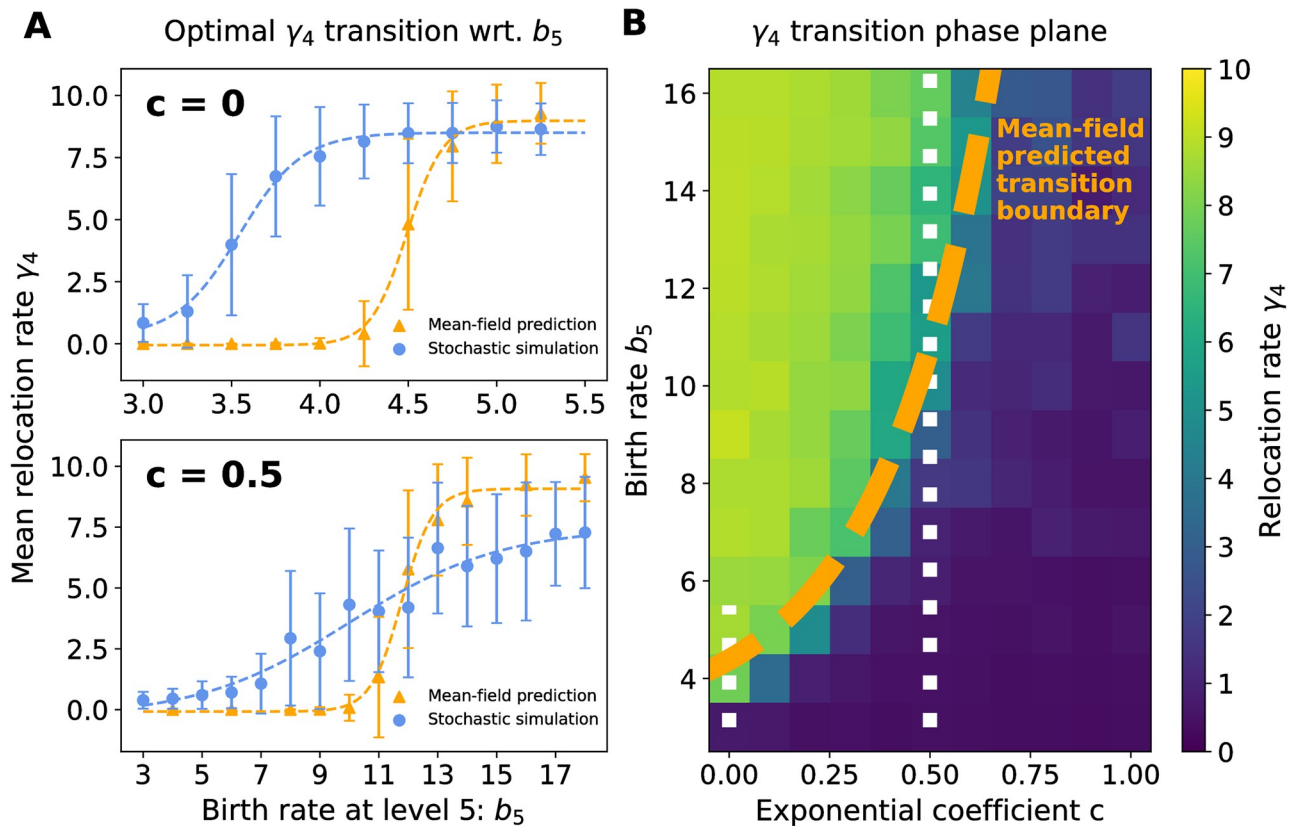 A
Optimal γ₄ transition wrt. b₅
c = 0
10.0
7.5
5.0
2.5
0.0
3.0 3.5 4.0 4.5 5.0 5.5
Mean-field prediction
Stochastic simulation
c = 0.5
10.0
7.5
5.0
2.5
0.0
3 5 7 9 11 13 15 17
Mean-field prediction
Stochastic simulation
Mean relocation rate γ₄
Birth rate at level 5: b₅
B
γ₄ transition phase plane
Mean-field
predicted
transition
boundary
16
14
12
10
8
6
4
Birth rate b₅
0.00 0.25 0.50 0.75 1.00
Exponential coefficient c
10
9
8
7
6
5
4
3
2
1
0
Relocation rate γ₄